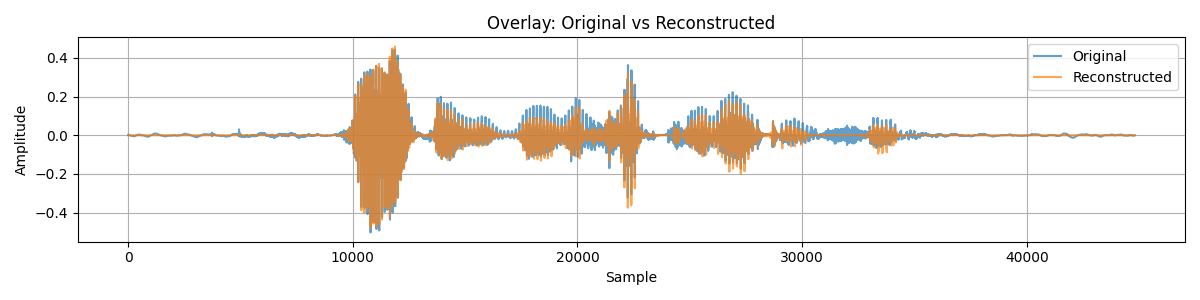 Overlay: Original vs Reconstructed
Original
Reconstructed
Amplitude
0.4
0.2
0.0
−0.2
−0.4
0 10000 20000 30000 40000
Sample